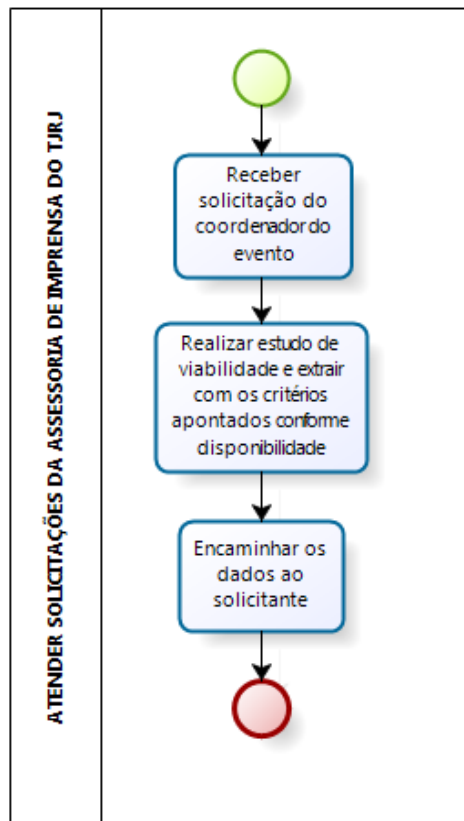 ATENDER SOLICITAÇÕES DA ASSESSORIA DE IMPRENSA DO TJRJ
Receber
solicitação do
coordenador do
evento
Realizar estudo de
viabilidade e extrair
com os critérios
apontados conforme
disponibilidade
Encaminhar os
dados ao
solicitante